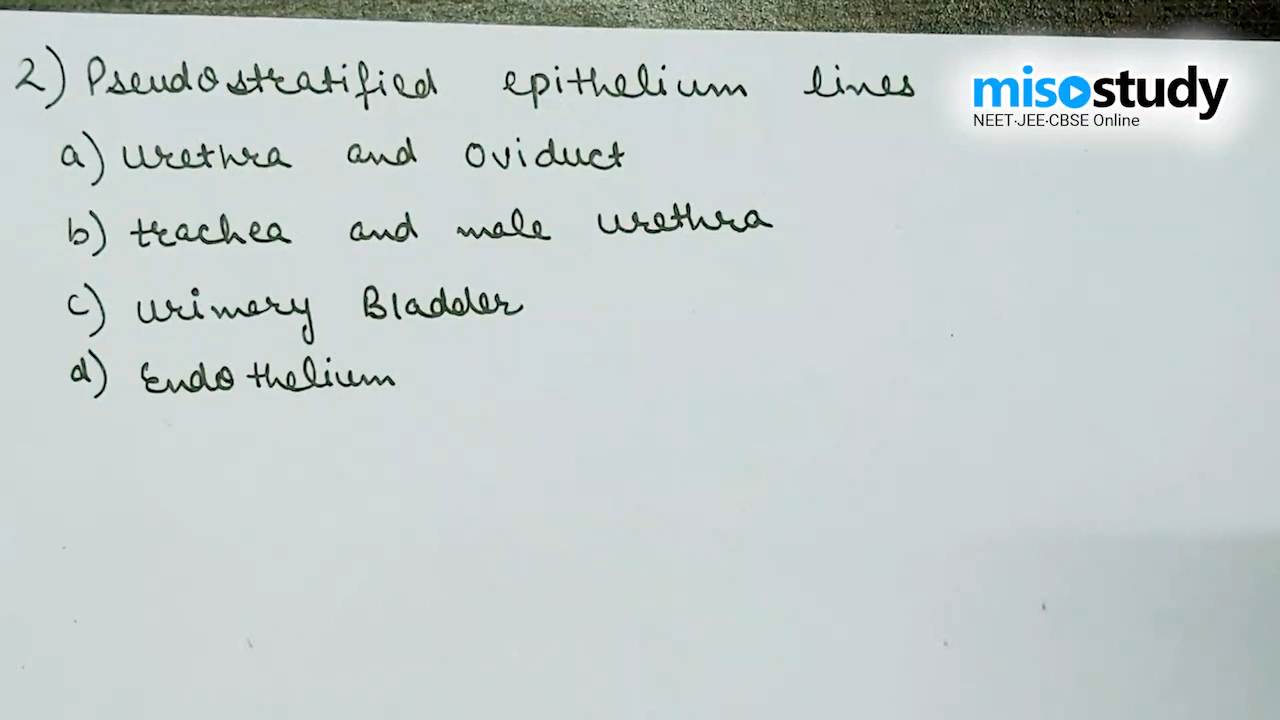 2) Pseudostratified epithelium lines
misostudy
NEET-JEE-CBSE Online
a) urethra and oviduct
b) trachea and male urethra
c) urinary Bladder
d) Endothelium